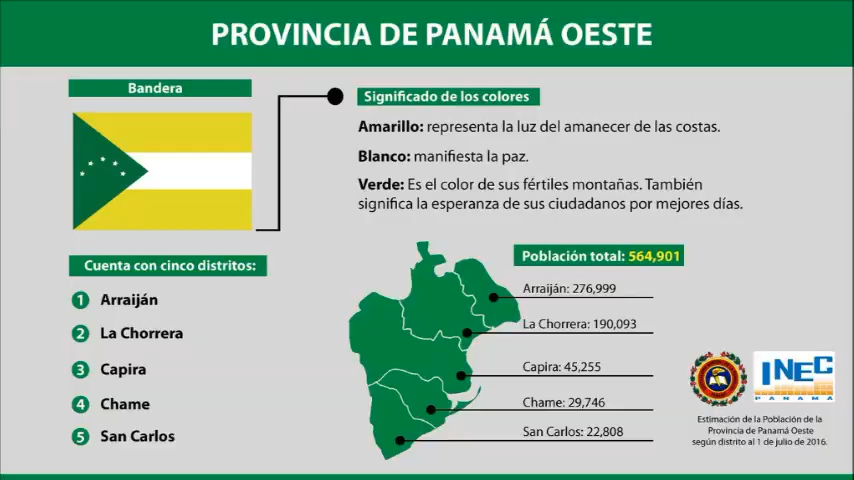 PROVINCIA DE PANAMÁ OESTE
Bandera
Significado de los colores
Amarillo: representa la luz del amanecer de las costas.
Blanco: manifiesta la paz.
Verde: Es el color de sus fértiles montañas. También
significa la esperanza de sus ciudadanos por mejores días.
Cuenta con cinco distritos:
1 Arraiján
2 La Chorrera
3 Capira
4 Chame
5 San Carlos
Población total: 564,901
Arraiján: 276,999
La Chorrera: 190,093
Capira: 45,255
Chame: 29,746
San Carlos: 22,808
INEC
PANAMÁ
Estimación de la Población de la
Provincia de Panamá Oeste
según distrito al 1 de julio de 2016.